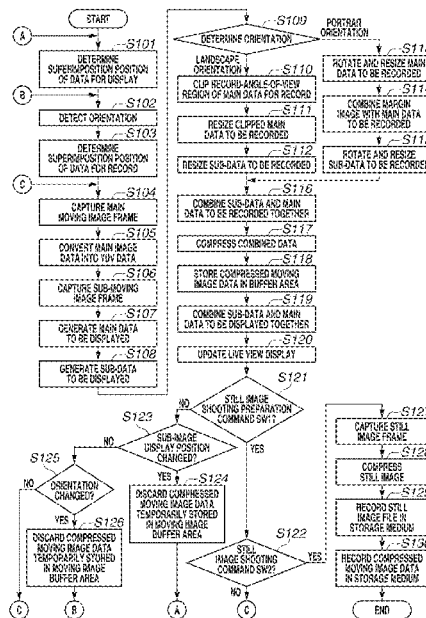 START
A
S101
DETERMINE
SUPERIMPOSITION POSITION
OF DATA FOR DISPLAY
B
S102
DETECT ORIENTATION
S103
DETERMINE
SUPERIMPOSITION POSITION
OF DATA FOR RECORD
C
S104
CAPTURE MAIN
MOVING IMAGE FRAME
S105
CONVERT MAIN IMAGE
DATA INTO YUV DATA
S106
CAPTURE SUB-MOVING
IMAGE FRAME
S107
GENERATE MAIN DATA
TO BE DISPLAYED
S108
GENERATE SUB-DATA
TO BE DISPLAYED
S109
DETERMINE ORIENTATION
PORTRAIT
ORIENTATION
LANDSCAPE
ORIENTATION
S110
CLIP RECORD-ANGLE-OF-VIEW
REGION OF MAIN DATA FOR RECORD
S111
RESIZE CLIPPED MAIN
DATA TO BE RECORDED
S112
RESIZE SUB-DATA TO BE RECORDED
ROTATE AND RESIZE MAIN
DATA TO BE RECORDED
COMBINE MARGIN
IMAGE WITH MAIN DATA
TO BE RECORDED
ROTATE AND RESIZE
SUB-DATA TO BE RECORDED
S116
COMBINE SUB-DATA AND MAIN
DATA TO BE RECORDED TOGETHER
S117
COMPRESS COMBINED DATA
S118
STORE COMPRESSED MOVING
IMAGE DATA IN BUFFER AREA
S119
COMBINE SUB-DATA AND MAIN
DATA TO BE DISPLAYED TOGETHER
S120
UPDATE LIVE VIEW DISPLAY
S121
STILL IMAGE
SHOOTING PREPARATION
COMMAND SW1?
NO
YES
S123
SUB-IMAGE
DISPLAY POSITION
CHANGED?
NO
YES
S124
DISCARD COMPRESSED
MOVING IMAGE DATA
TEMPORARILY STORED
IN MOVING IMAGE
BUFFER AREA
A
S125
ORIENTATION
CHANGED?
NO
YES
S126
DISCARD COMPRESSED
MOVING IMAGE DATA
TEMPORARILY STORED
IN MOVING IMAGE
BUFFER AREA
C
B
S122
STILL
IMAGE SHOOTING
COMMAND SW2?
YES
NO
C
CAPTURE STILL
IMAGE FRAME
COMPRESS
STILL IMAGE
RECORD STILL
IMAGE FILE IN
STORAGE MEDIUM
RECORD COMPRESSED
MOVING IMAGE DATA
IN STORAGE MEDIUM
END